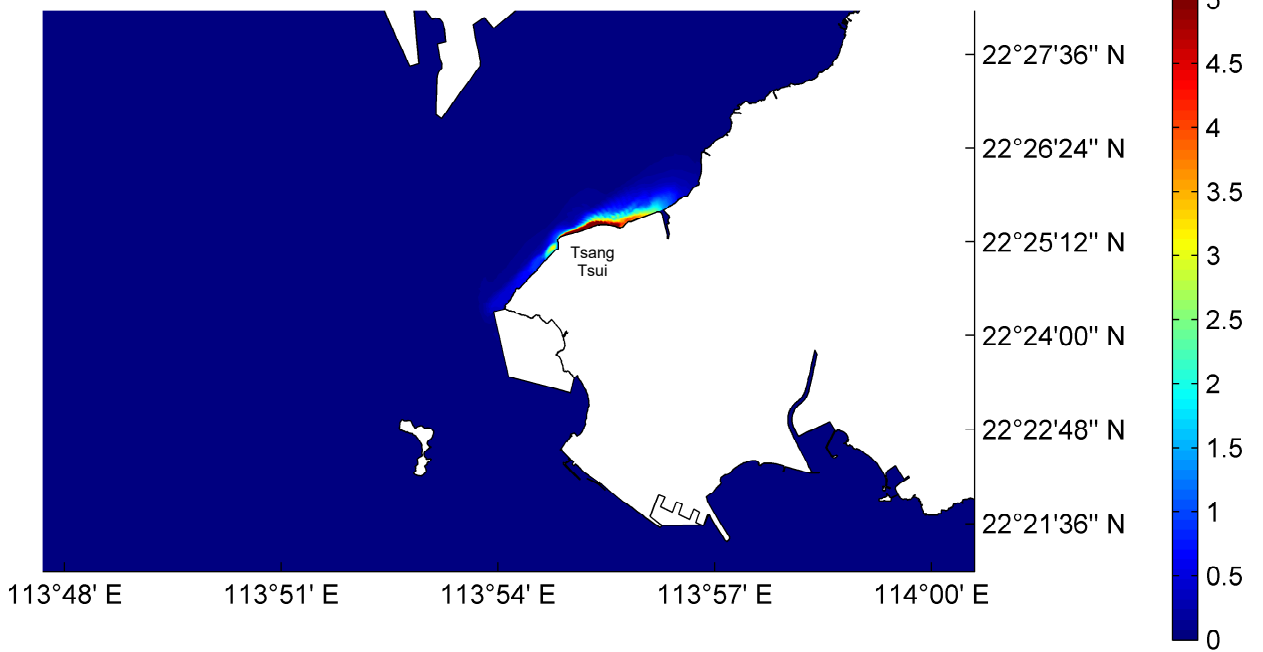 5
4.5
4
3.5
3
2.5
2
1.5
1
0.5
0
22°27'36" N
22°26'24" N
22°25'12" N
22°24'00" N
22°22'48" N
22°21'36" N
Tsang
Tsui
113°48' E
113°51' E
113°54' E
113°57' E
114°00' E